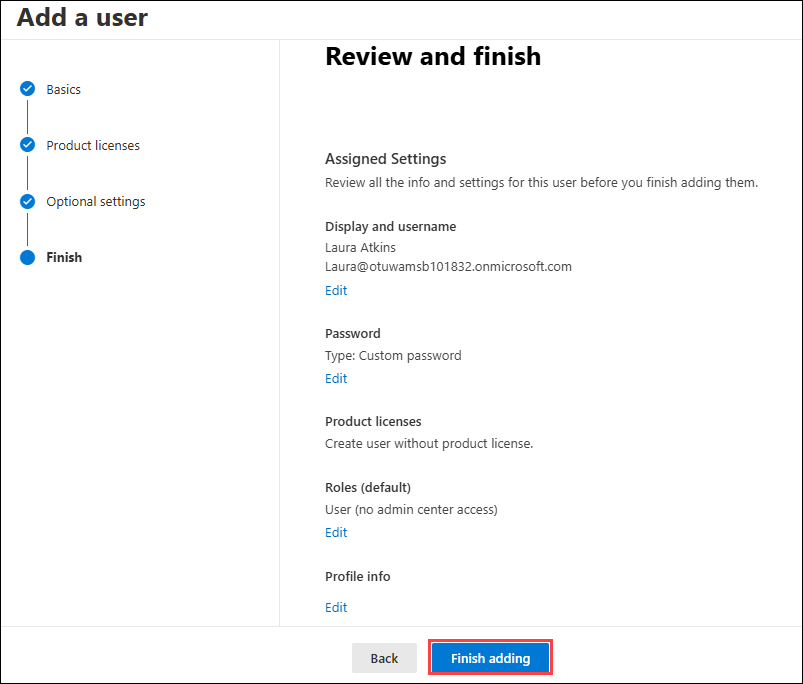 Add a user
Basics
Product licenses
Optional settings
Finish
Review and finish
Assigned Settings
Review all the info and settings for this user before you finish adding them.
Display and username
Laura Atkins
Laura@otuwamsb101832.onmicrosoft.com
Edit
Password
Type: Custom password
Edit
Product licenses
Create user without product license.
Roles (default)
User (no admin center access)
Edit
Profile info
Edit
Back
Finish adding